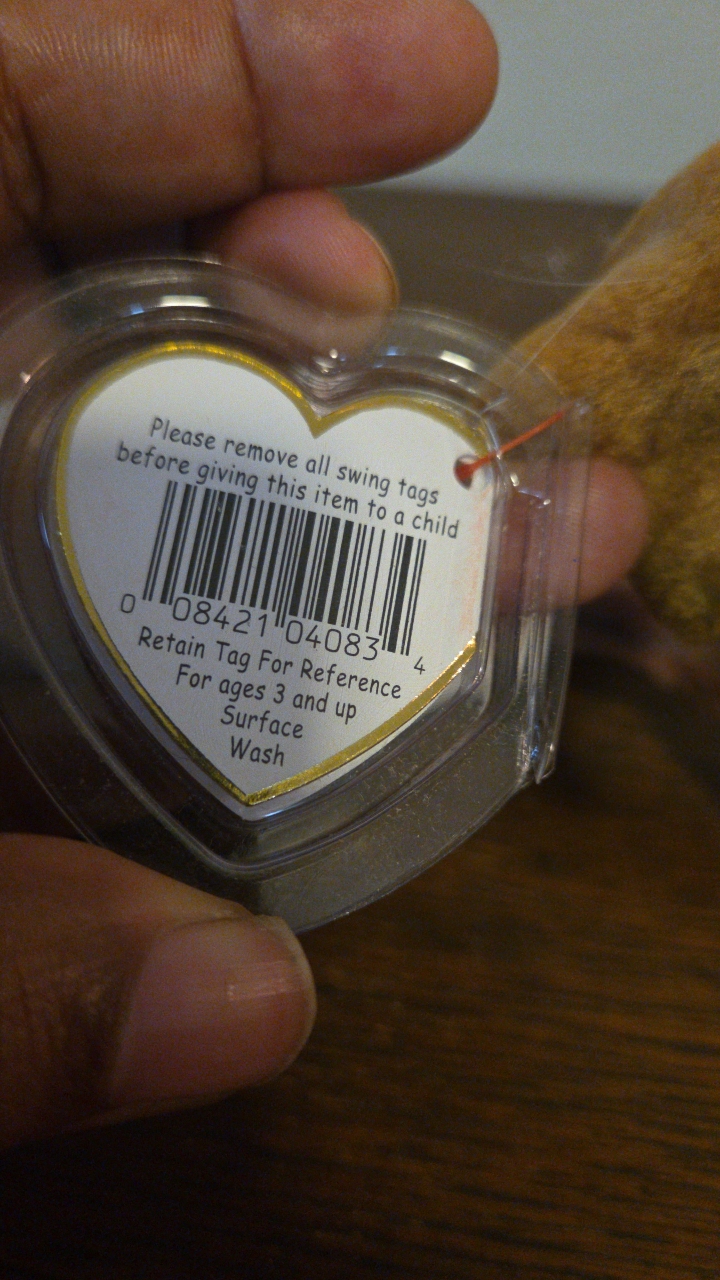 Please remove all swing tags
before giving this item to a child
0 08421 04083 4
Retain Tag For Reference
For ages 3 and up
Surface
Wash